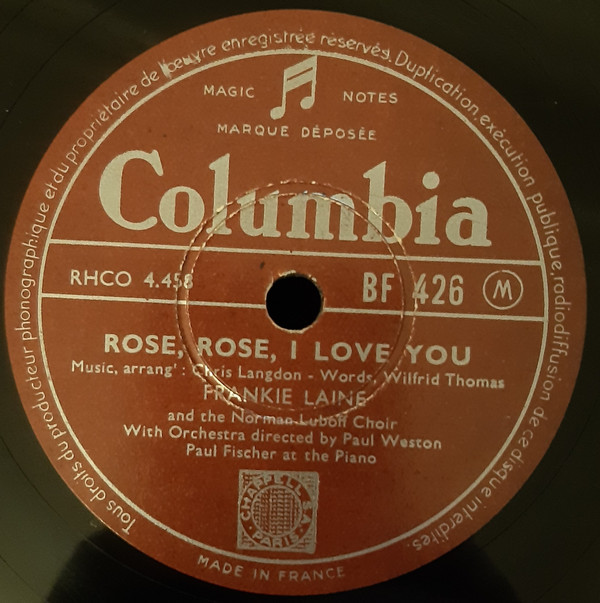 Tous droits du producteur phonographique et du propriétaire de l'œuvre enregistrée réservés. Duplication, exécution publique, radiodiffusion de ce disque interdites.
MAGIC NOTES
MARQUE DÉPOSÉE
Columbia
RHCO 4.458 BF 426 M
ROSE, ROSE, I LOVE YOU
Music, arrangt : Chris Langdon - Words, Wilfrid Thomas
FRANKIE LAINE
and the Norman Luboff Choir
With Orchestra directed by Paul Weston
Paul Fischer at the Piano
CHAPPELL S.A.
PARIS
MADE IN FRANCE